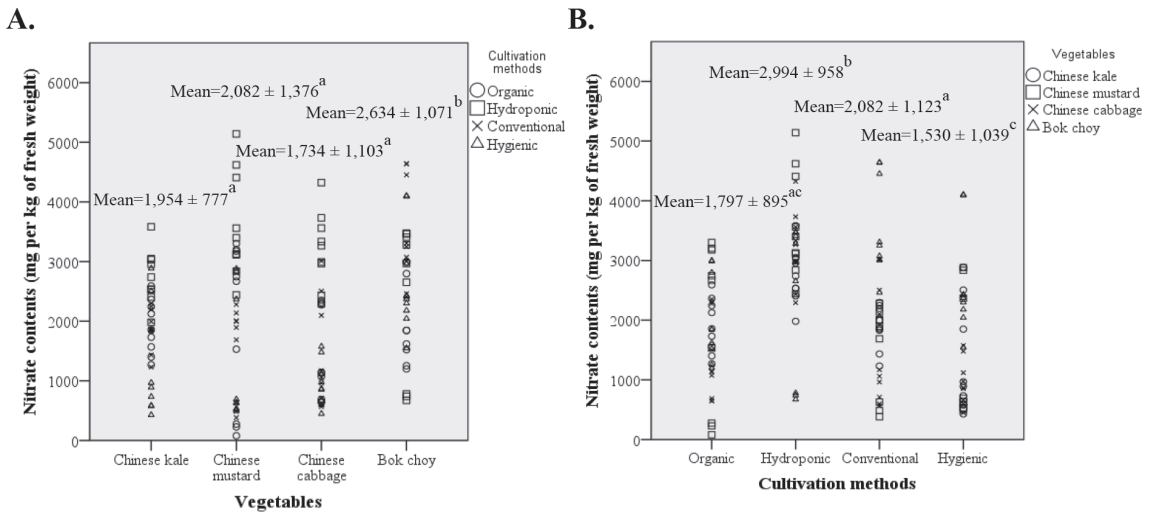 A.
Nitrate contents (mg per kg of fresh weight)
6000
5000
4000
3000
2000
1000
0
Mean=2,082 ± 1,376a
Mean=2,634 ± 1,071b
Mean=1,734 ± 1,103a
Mean=1,954 ± 777a
Cultivation
methods
Organic
Hydroponic
Conventional
Hygienic
Chinese kale
Chinese
mustard
Chinese
cabbage
Bok choy
Vegetables
B.
Nitrate contents (mg per kg of fresh weight)
6000
5000
4000
3000
2000
1000
0
Mean=2,994 ± 958b
Mean=2,082 ± 1,123a
Mean=1,530 ± 1,039c
Mean=1,797 ± 895ac
Vegetables
Chinese kale
Chinese mustard
Chinese cabbage
Bok choy
Organic
Hydroponic
Conventional
Hygienic
Cultivation methods